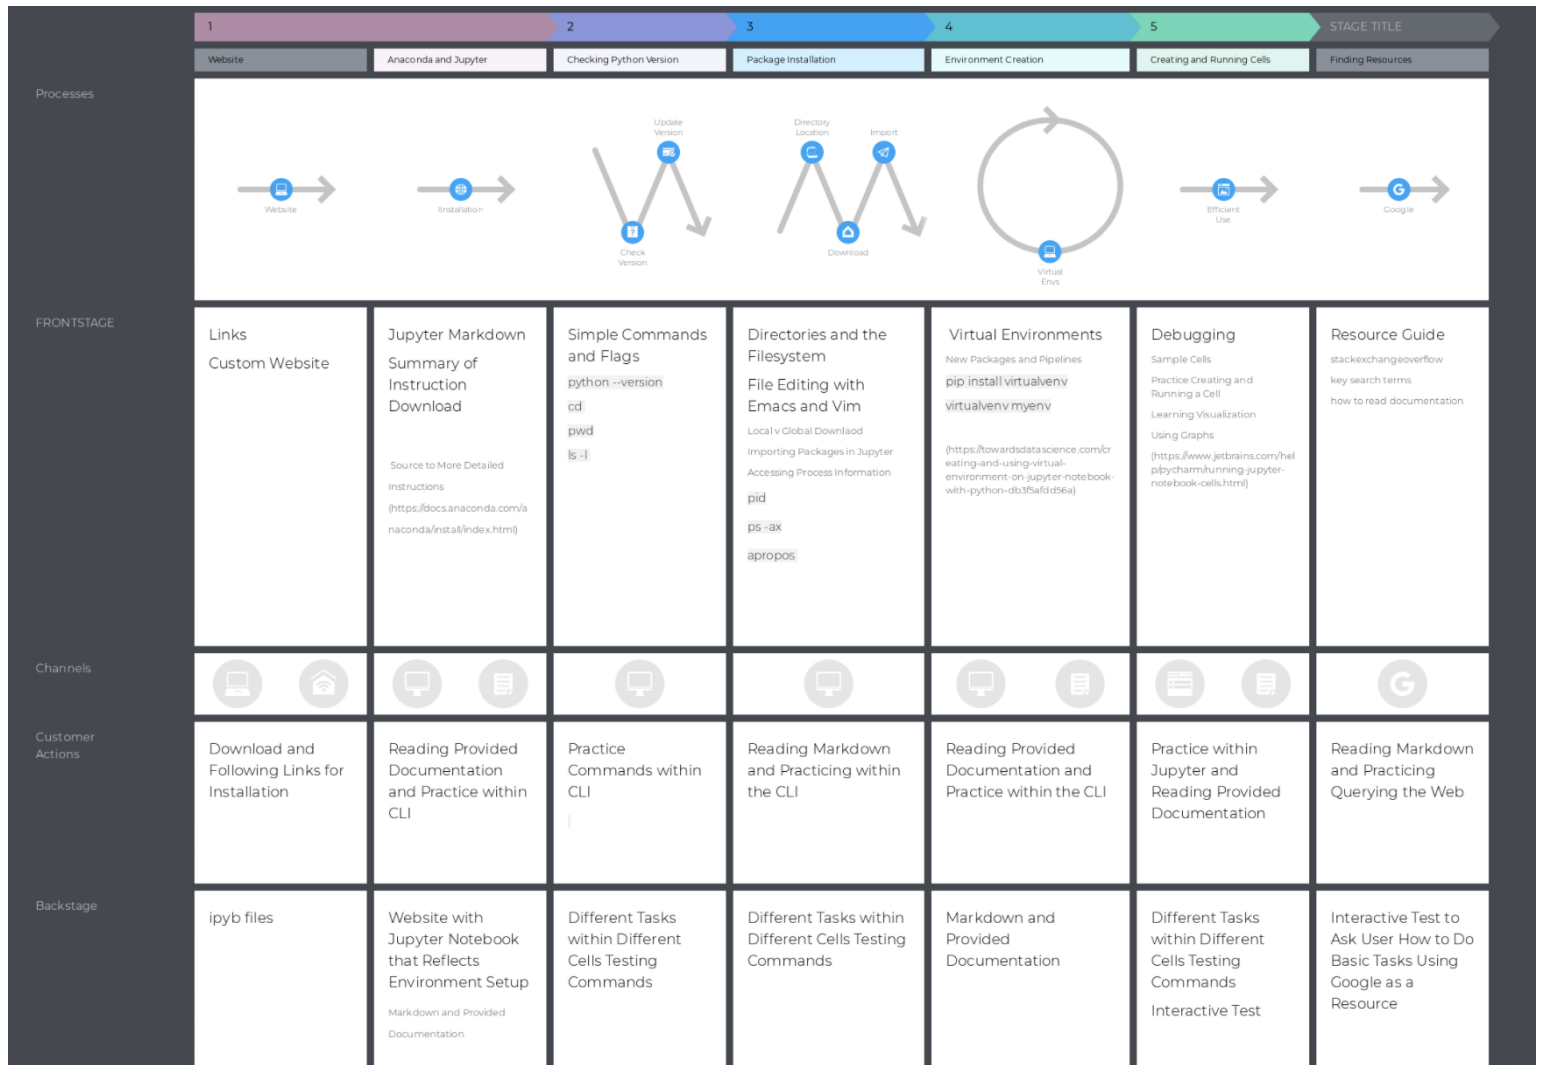 1
2
3
4
5
STAGE TITLE
Website
Anaconda and Jupyter
Checking Python Version
Package Installation
Environment Creation
Creating and Running Cells
Finding Resources
Processes
Website
IInstallation
Update
Version
Check
Version
Directory
Location
Import
Download
Virtual
Envs
Efficient
Use
Google
FRONTSTAGE
Links
Custom Website
Jupyter Markdown
Summary of
Instruction
Download
Source to More Detailed
Instructions
(https://docs.anaconda.com/a
naconda/install/index.html)
Simple Commands
and Flags
python --version
cd
pwd
ls -l
Directories and the
Filesystem
File Editing with
Emacs and Vim
Local v Global Downlaod
Importing Packages in Jupyter
Accessing Process Information
pid
ps -ax
apropos
Virtual Environments
New Packages and Pipelines
pip install virtualvenv
virtualvenv myenv
(https://towardsdatascience.com/cr
eating-and-using-virtual-
environment-on-jupyter-notebook-
with-python-db3f5afdd56a)
Debugging
Sample Cells
Practice Creating and
Running a Cell
Learning Visualization
Using Graphs
(https://www.jetbrains.com/hel
p/pycharm/running-jupyter-
notebook-cells.html)
Resource Guide
stackexchangeoverflow
key search terms
how to read documentation
Channels
Customer
Actions
Download and
Following Links for
Installation
Reading Provided
Documentation
and Practice within
CLI
Practice
Commands within
CLI
Reading Markdown
and Practicing within
the CLI
Reading Provided
Documentation and
Practice within the CLI
Practice within
Jupyter and
Reading Provided
Documentation
Reading Markdown
and Practicing
Querying the Web
Backstage
ipyb files
Website with
Jupyter Notebook
that Reflects
Environment Setup
Markdown and Provided
Documentation
Different Tasks
within Different
Cells Testing
Commands
Different Tasks within
Different Cells Testing
Commands
Markdown and
Provided
Documentation
Different Tasks
within Different
Cells Testing
Commands
Interactive Test
Interactive Test to
Ask User How to Do
Basic Tasks Using
Google as a
Resource